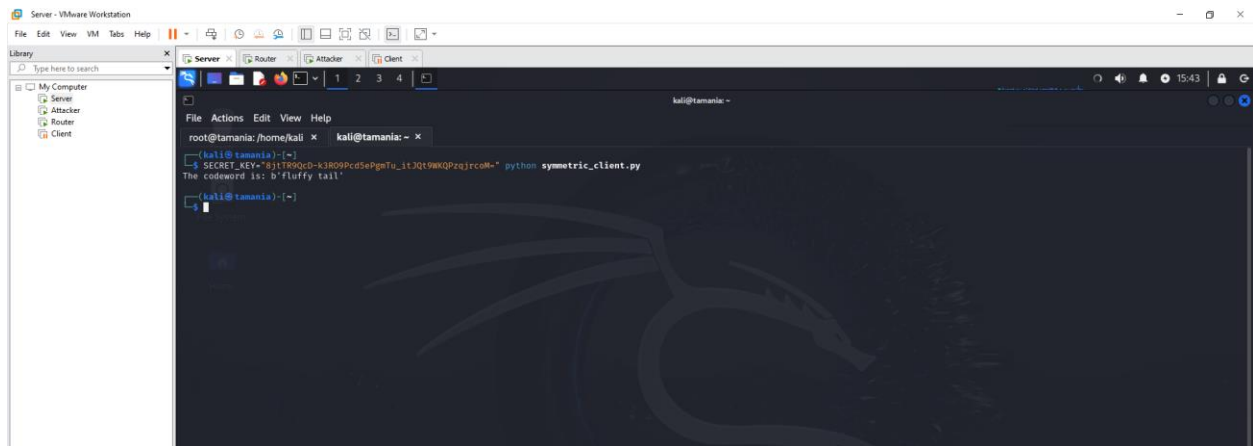 Server - VMware Workstation
File Edit View VM Tabs Help
Library
Type here to search
My Computer
Server
Attacker
Router
Client
Server Router Attacker Client
1 2 3 4
15:43
kali@tamania: ~
File Actions Edit View Help
root@tamania: /home/kali × kali@tamania: ~ ×
(kali㉿tamania)-[~]
$ SECRET_KEY="8jtTR9QcD-k3RO9Pcd5ePgmTu_itJQt9WKQPzqjrcoM=" python symmetric_client.py
The codeword is: b'fluffy tail'
(kali㉿tamania)-[~]
$